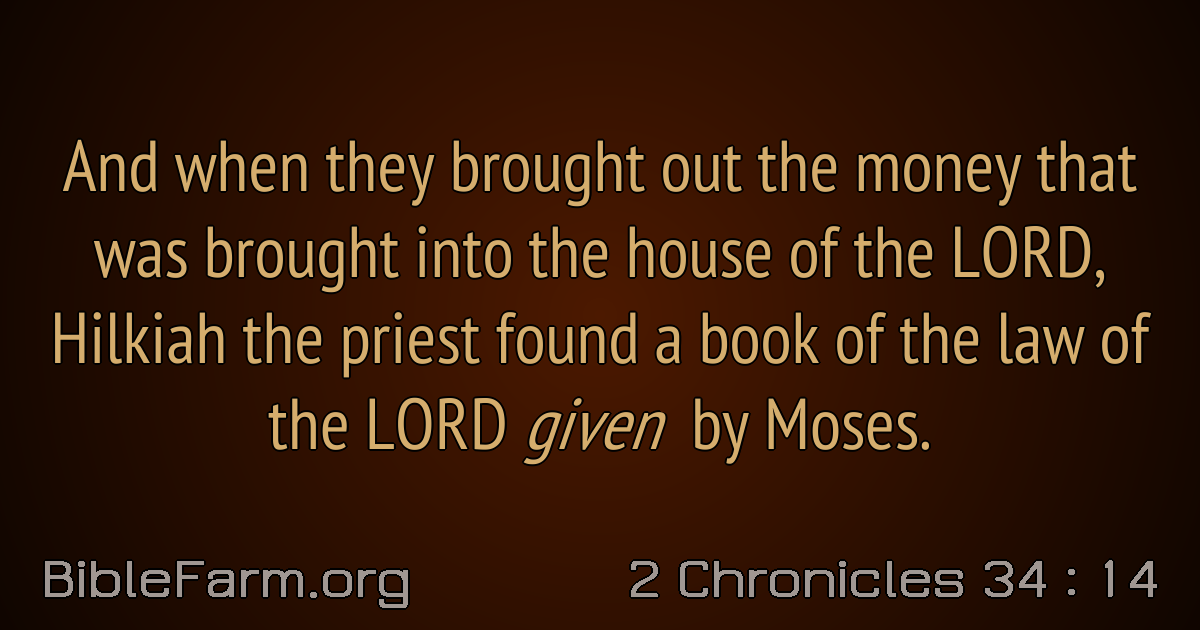 And when they brought out the money that
was brought into the house of the LORD,
Hilkiah the priest found a book of the law of
the LORD given by Moses.
BibleFarm.org
2 Chronicles 34 : 14